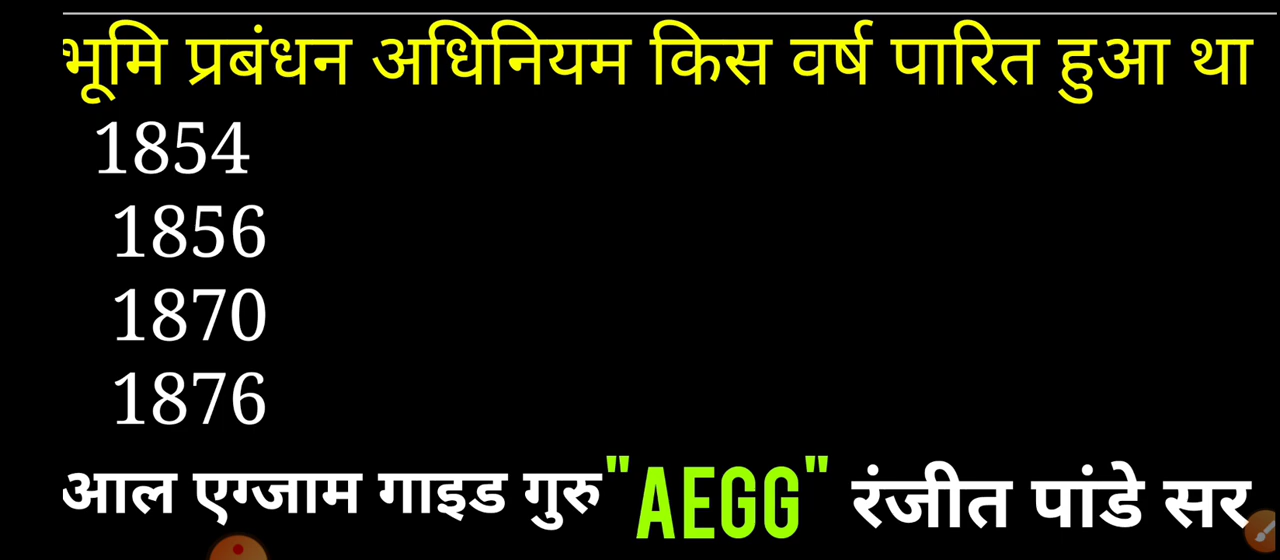 भूमि प्रबंधन अधिनियम किस वर्ष पारित हुआ था
1854
1856
1870
1876
आल एग्जाम गाइड गुरु "AEGG" रंजीत पांडे सर